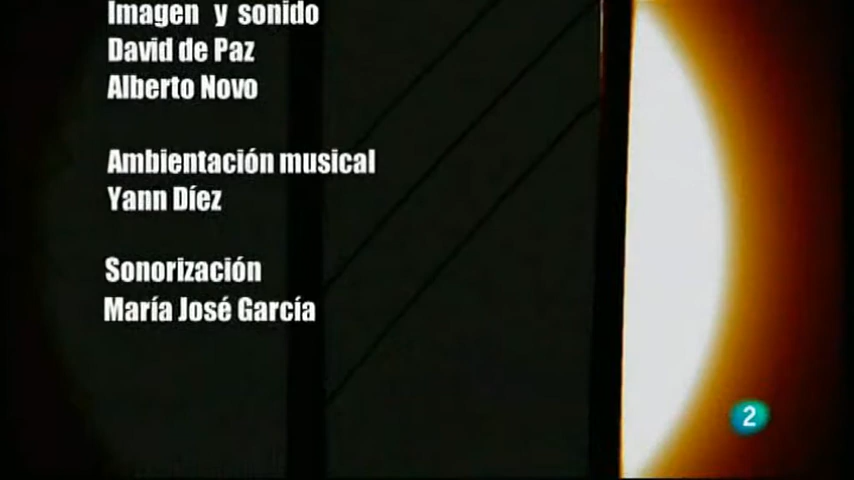 Imagen y sonido
David de Paz
Alberto Novo
Ambientación musical
Yann Díez
Sonorización
María José García
2